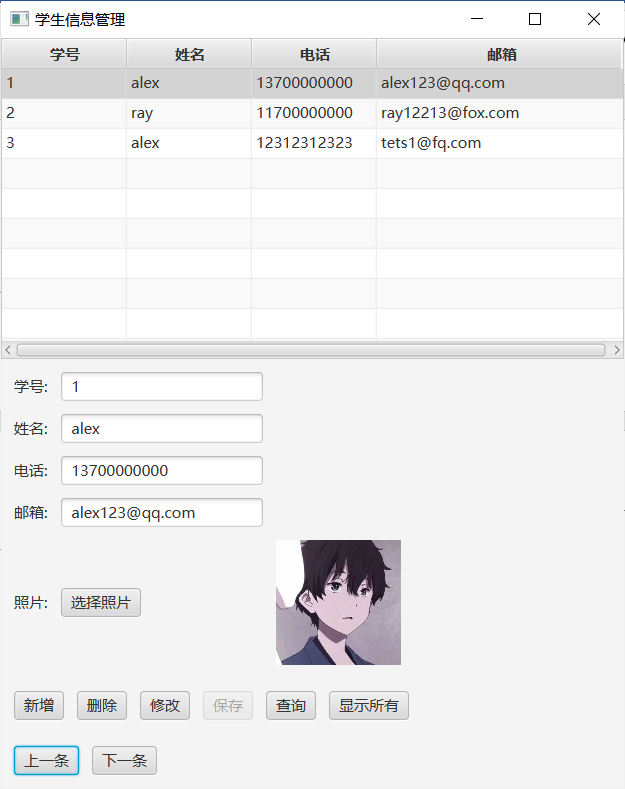 学生信息管理
学号 姓名 电话 邮箱
1 alex 13700000000 alex123@qq.com
2 ray 11700000000 ray12213@fox.com
3 alex 12312312323 tets1@fq.com
学号: 1
姓名: alex
电话: 13700000000
邮箱: alex123@qq.com
照片: 选择照片
新增 删除 修改 保存 查询 显示所有
上一条 下一条